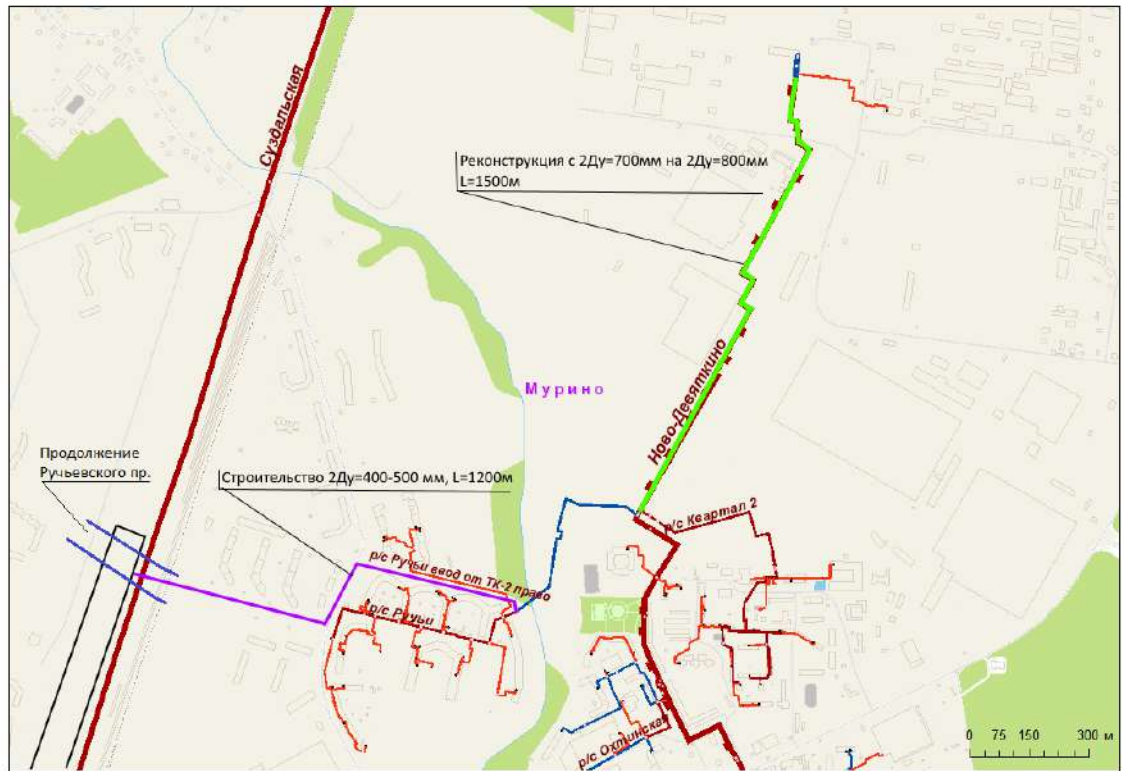 Суздальская
Реконструкция с 2Ду=700мм на 2Ду=800мм
L=1500м
Ново-Девяткино
Мурино
Продолжение
Ручьевского пр.
Строительство 2Ду=400-500 мм, L=1200м
р/с Квартал 2
р/с Ручьи ввод от ТК-2 право
р/с Ручьи
р/с Охтинская
0 75 150 300 м